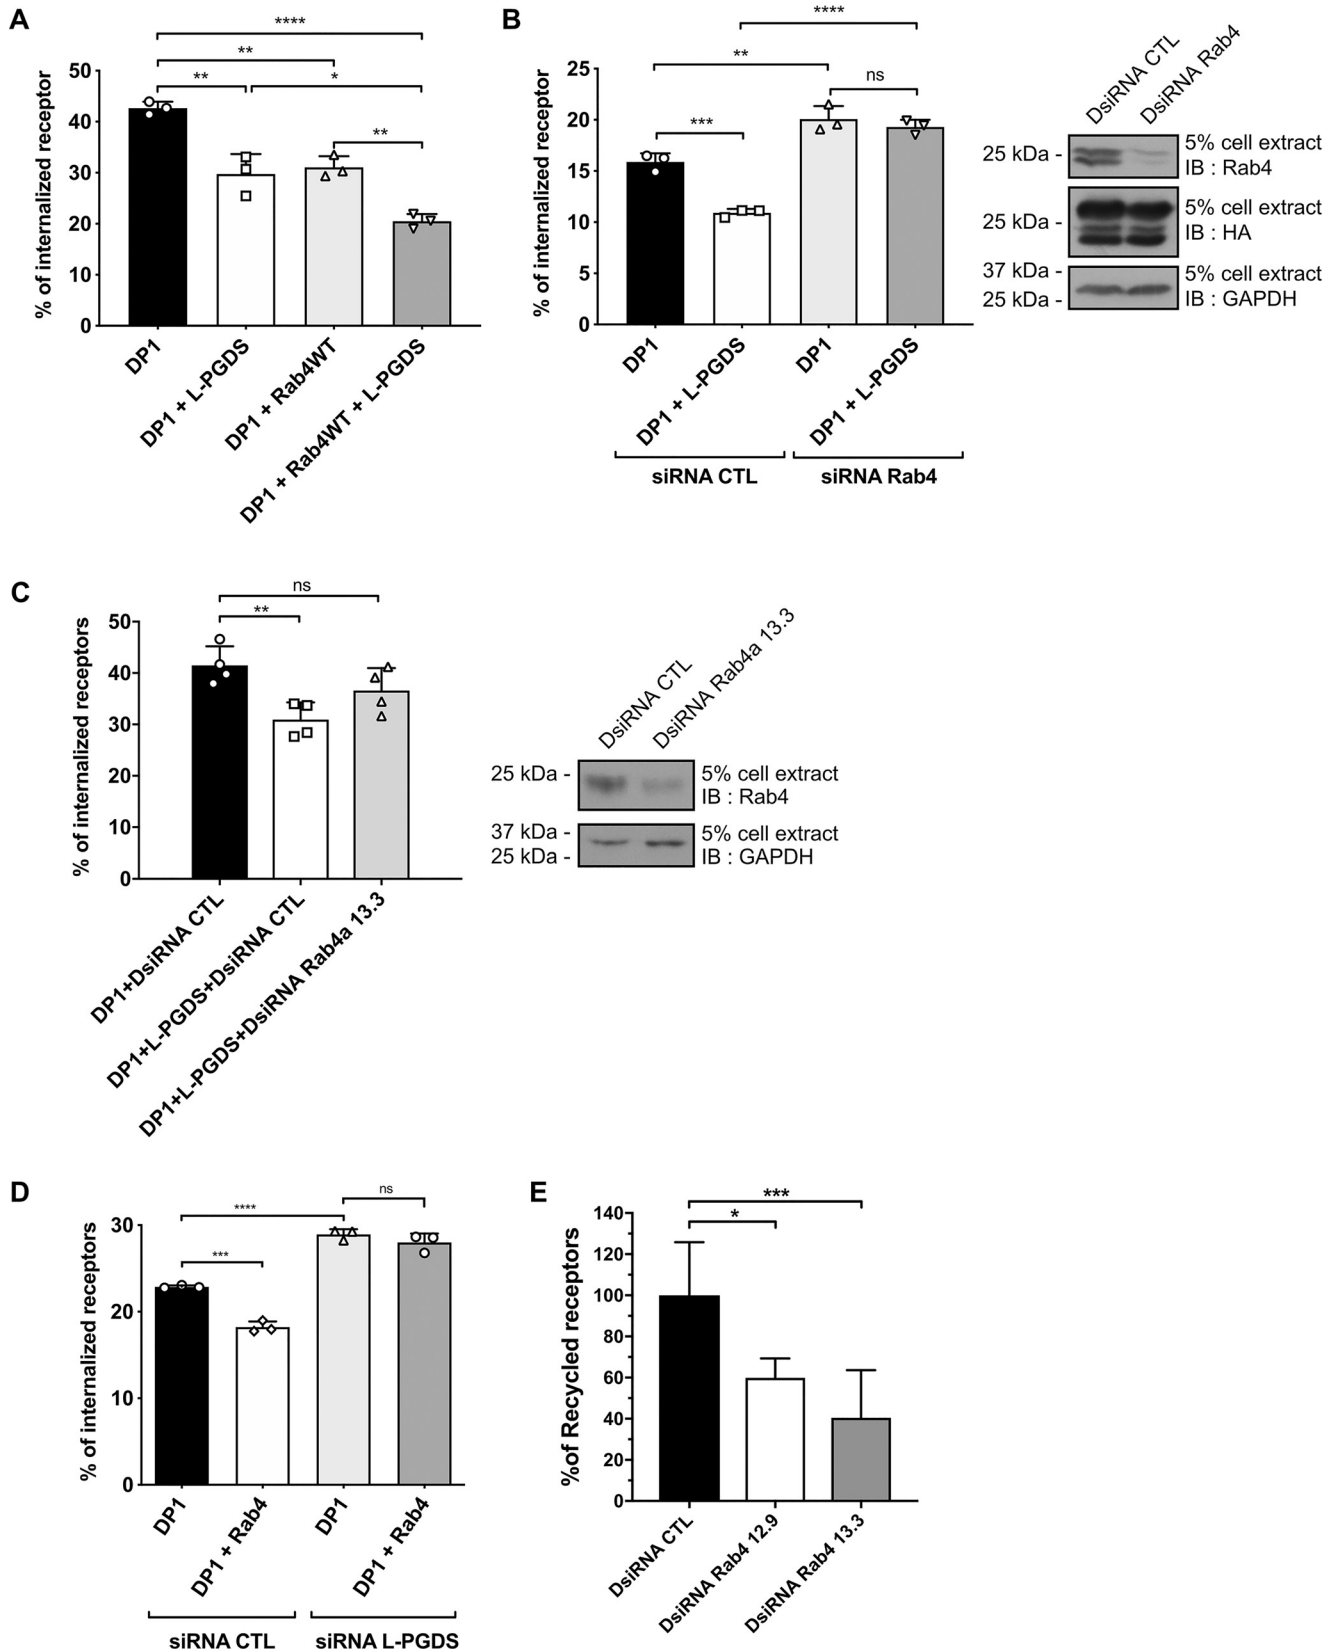 A
****
**
**
*
**
% of internalized receptor
50
40
30
20
10
0
DP1
DP1 + L-PGDS
DP1 + Rab4WT
DP1 + Rab4WT + L-PGDS
B
****
**
ns
***
% of internalized receptor
25
20
15
10
5
0
DP1
DP1 + L-PGDS
DP1
DP1 + L-PGDS
siRNA CTL
siRNA Rab4
DsiRNA CTL
DsiRNA Rab4
25 kDa -
5% cell extract
IB : Rab4
25 kDa -
5% cell extract
IB : HA
37 kDa -
25 kDa -
5% cell extract
IB : GAPDH
C
ns
**
% of internalized receptors
50
40
30
20
10
0
DP1+DsiRNA CTL
DP1+L-PGDS+DsiRNA CTL
DP1+L-PGDS+DsiRNA Rab4a 13.3
DsiRNA CTL
DsiRNA Rab4a 13.3
25 kDa -
5% cell extract
IB : Rab4
37 kDa -
25 kDa -
5% cell extract
IB : GAPDH
D
ns
****
***
% of internalized receptors
30
20
10
0
DP1
DP1 + Rab4
DP1
DP1 + Rab4
siRNA CTL
siRNA L-PGDS
E
***
*
%of Recycled receptors
140
120
100
80
60
40
20
0
DsiRNA CTL
DsiRNA Rab4 12.9
DsiRNA Rab4 13.3